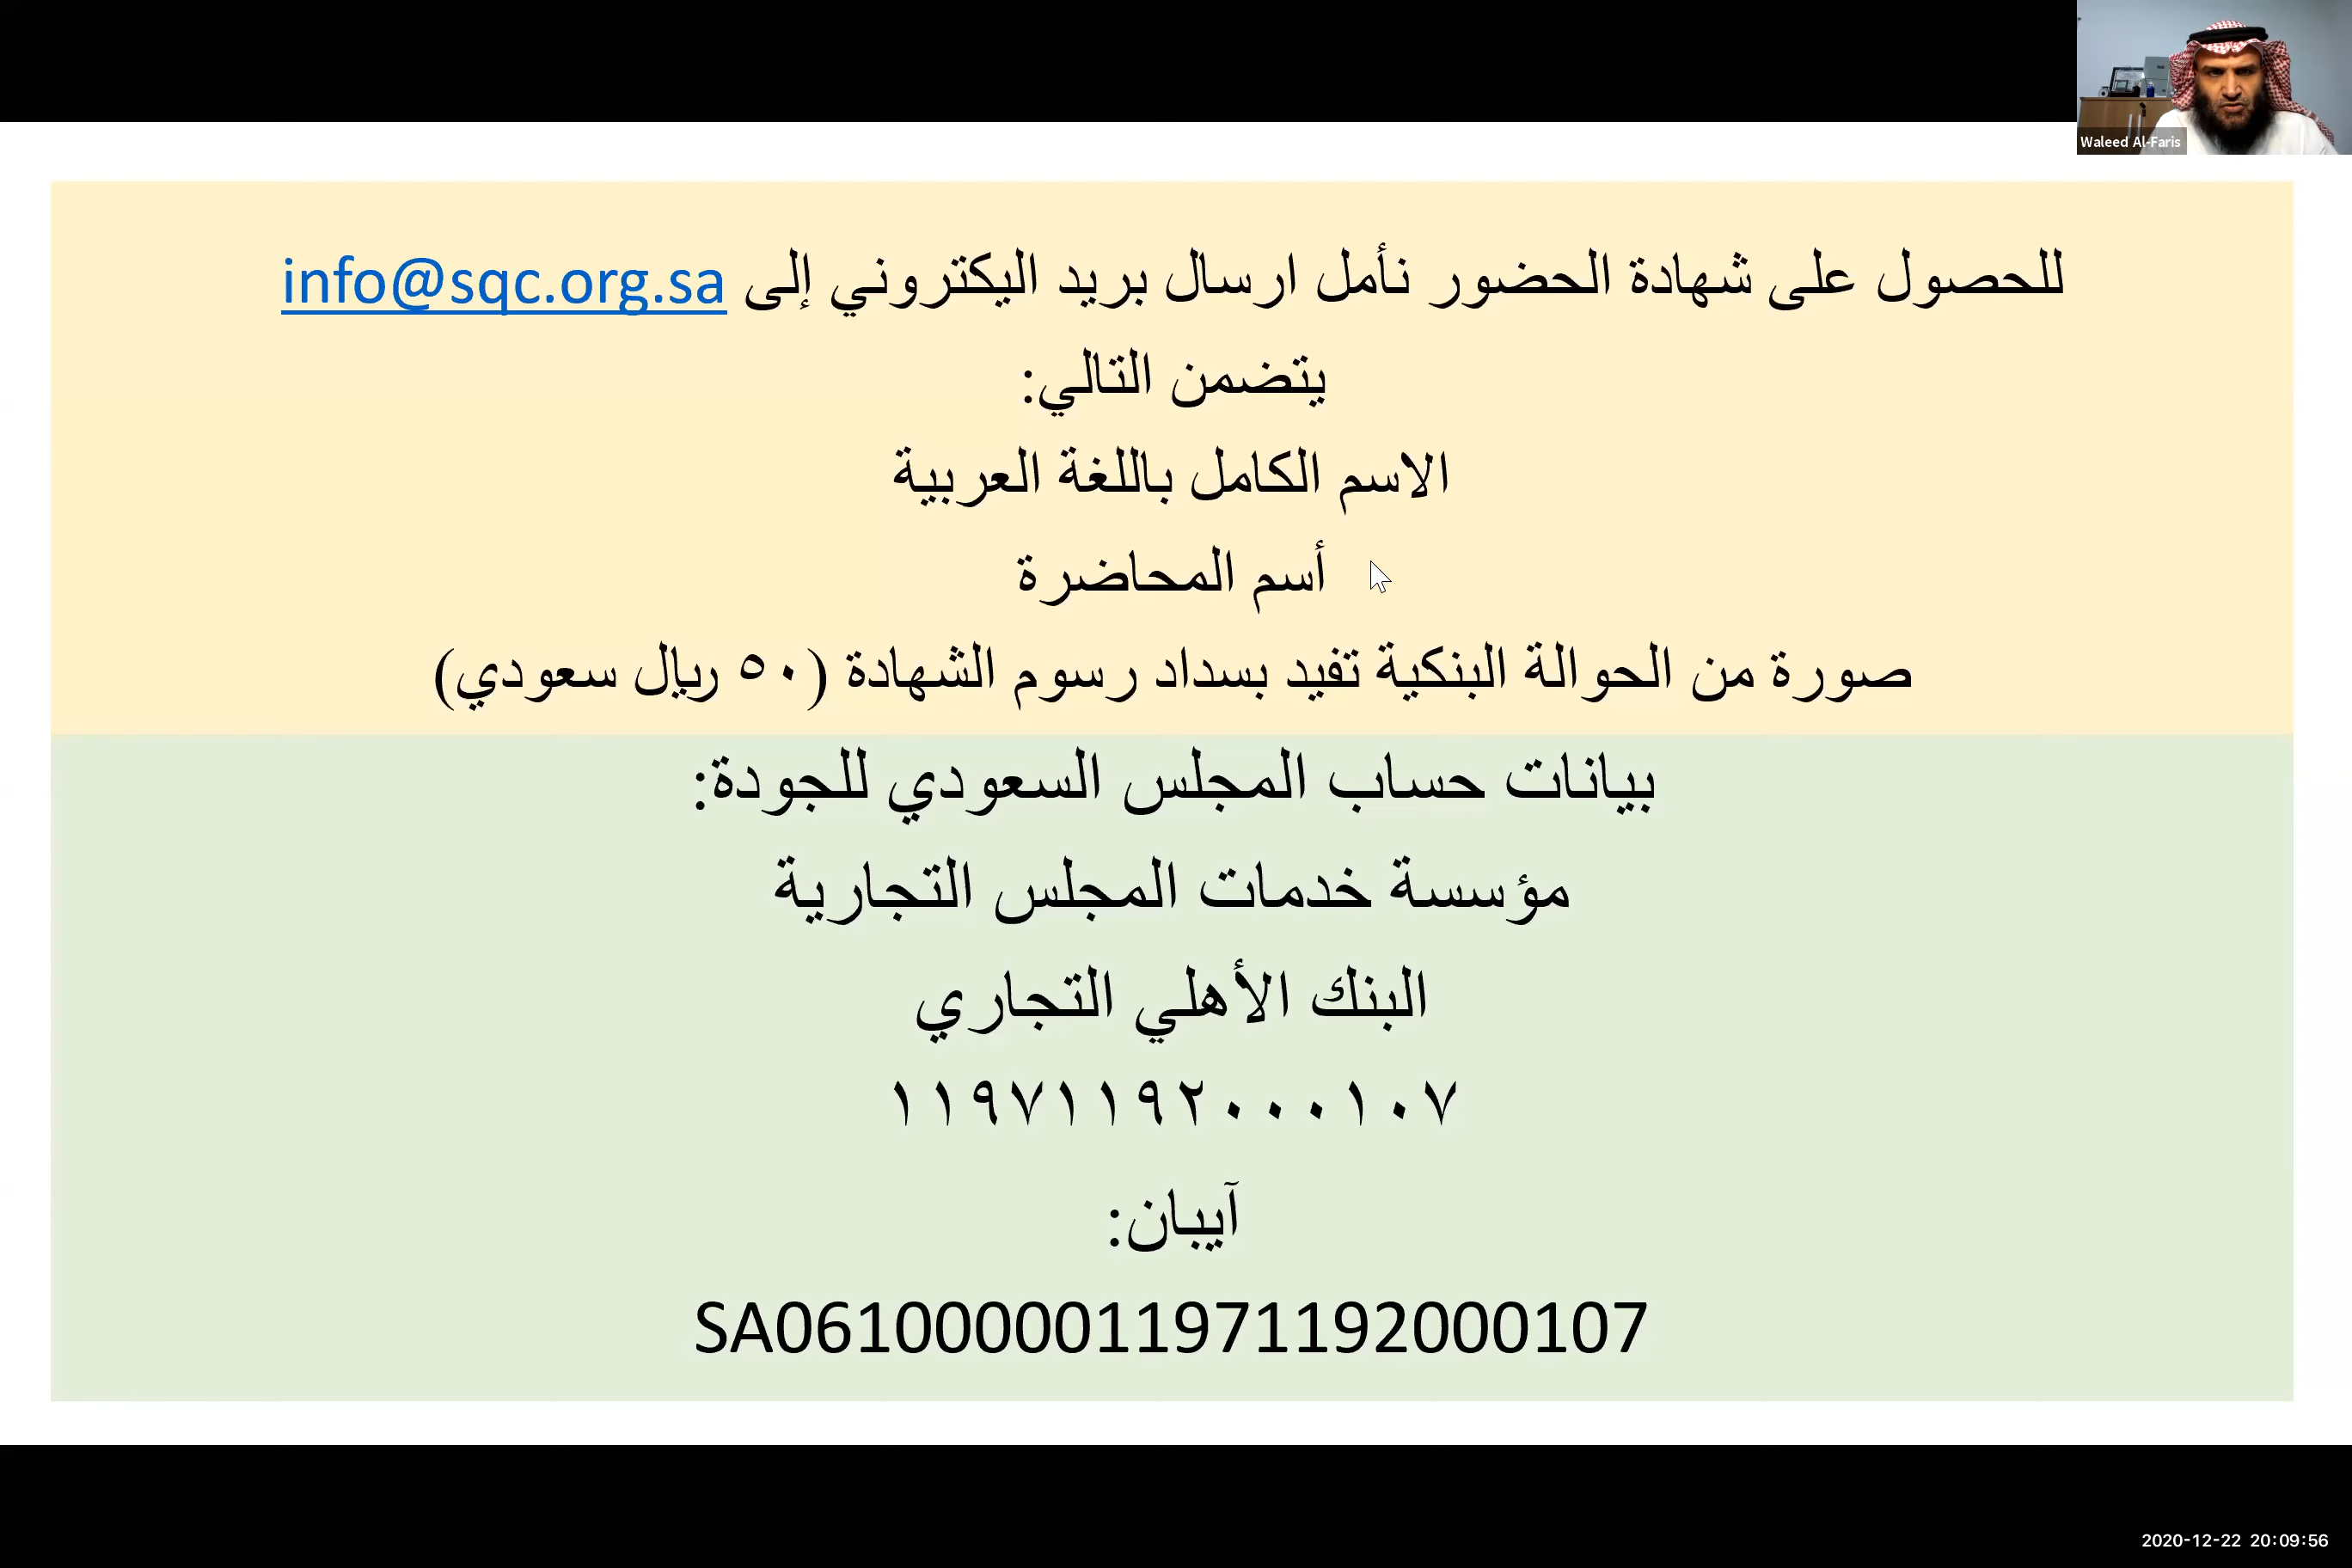 Waleed Al-Faris
للحصول على شهادة الحضور نأمل ارسال بريد اليكتروني إلى info@sqc.org.sa
يتضمن التالي:
الاسم الكامل باللغة العربية
أسم المحاضرة
صورة من الحوالة البنكية تفيد بسداد رسوم الشهادة (٥٠ ريال سعودي)
بيانات حساب المجلس السعودي للجودة:
مؤسسة خدمات المجلس التجارية
البنك الأهلي التجاري
١١٩٧١١٩٢٠٠٠١٠٧
آيبان:
SA0610000011971192000107
2020-12-22 20:09:56